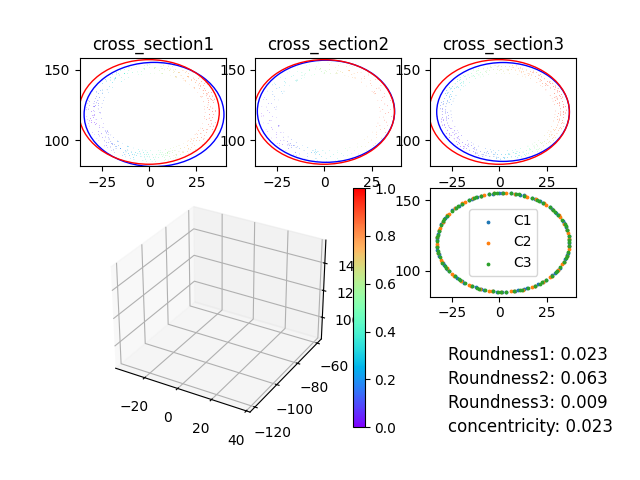 cross_section1 cross_section2 cross_section3
150
100
−25 0 25
100
−25 0 25
150
100
−25 0 25
1.0
0.8
0.6
0.4
0.2
0.0
−20 0 20 40
−120 −100 −80 −60
100
150
100
−25 0 25
C1
C2
C3
Roundness1: 0.023
Roundness2: 0.063
Roundness3: 0.009
concentricity: 0.023